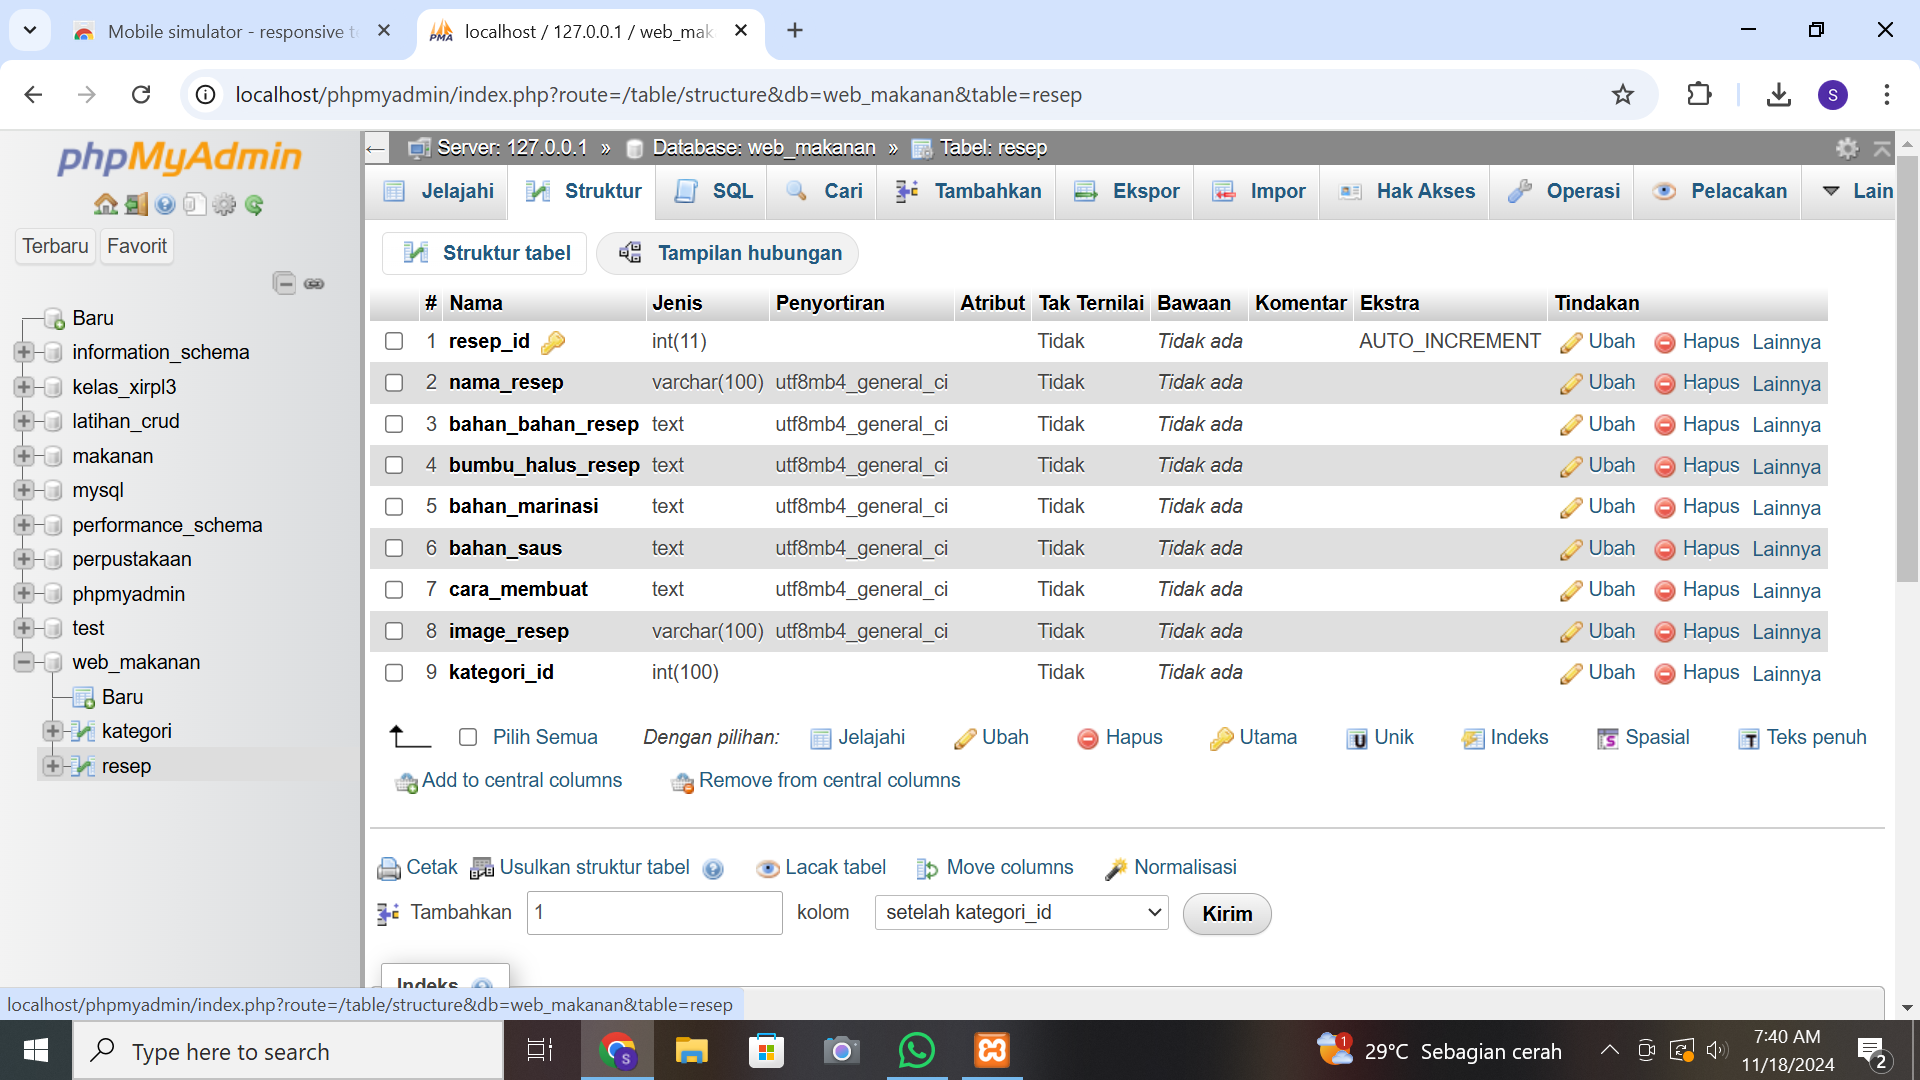 Mobile simulator - responsive t
localhost / 127.0.0.1 / web_mak
localhost/phpmyadmin/index.php?route=/table/structure&db=web_makanan&table=resep
S
phpMyAdmin
Terbaru Favorit
Baru
information_schema
kelas_xirpl3
latihan_crud
makanan
mysql
performance_schema
perpustakaan
phpmyadmin
test
web_makanan
Baru
kategori
resep
Server: 127.0.0.1 » Database: web_makanan » Tabel: resep
Jelajahi Struktur SQL Cari Tambahkan Ekspor Impor Hak Akses Operasi Pelacakan Lain
Struktur tabel Tampilan hubungan
# Nama Jenis Penyortiran Atribut Tak Ternilai Bawaan Komentar Ekstra Tindakan
1 resep_id int(11) Tidak Tidak ada AUTO_INCREMENT Ubah Hapus Lainnya
2 nama_resep varchar(100) utf8mb4_general_ci Tidak Tidak ada Ubah Hapus Lainnya
3 bahan_bahan_resep text utf8mb4_general_ci Tidak Tidak ada Ubah Hapus Lainnya
4 bumbu_halus_resep text utf8mb4_general_ci Tidak Tidak ada Ubah Hapus Lainnya
5 bahan_marinasi text utf8mb4_general_ci Tidak Tidak ada Ubah Hapus Lainnya
6 bahan_saus text utf8mb4_general_ci Tidak Tidak ada Ubah Hapus Lainnya
7 cara_membuat text utf8mb4_general_ci Tidak Tidak ada Ubah Hapus Lainnya
8 image_resep varchar(100) utf8mb4_general_ci Tidak Tidak ada Ubah Hapus Lainnya
9 kategori_id int(100) Tidak Tidak ada Ubah Hapus Lainnya
Pilih Semua Dengan pilihan: Jelajahi Ubah Hapus Utama Unik Indeks Spasial Teks penuh
Add to central columns Remove from central columns
Cetak Usulkan struktur tabel Lacak tabel Move columns Normalisasi
Tambahkan 1 kolom setelah kategori_id Kirim
Indeks
localhost/phpmyadmin/index.php?route=/table/structure&db=web_makanan&table=resep
Type here to search
S
1
29°C Sebagian cerah
7:40 AM
11/18/2024
2